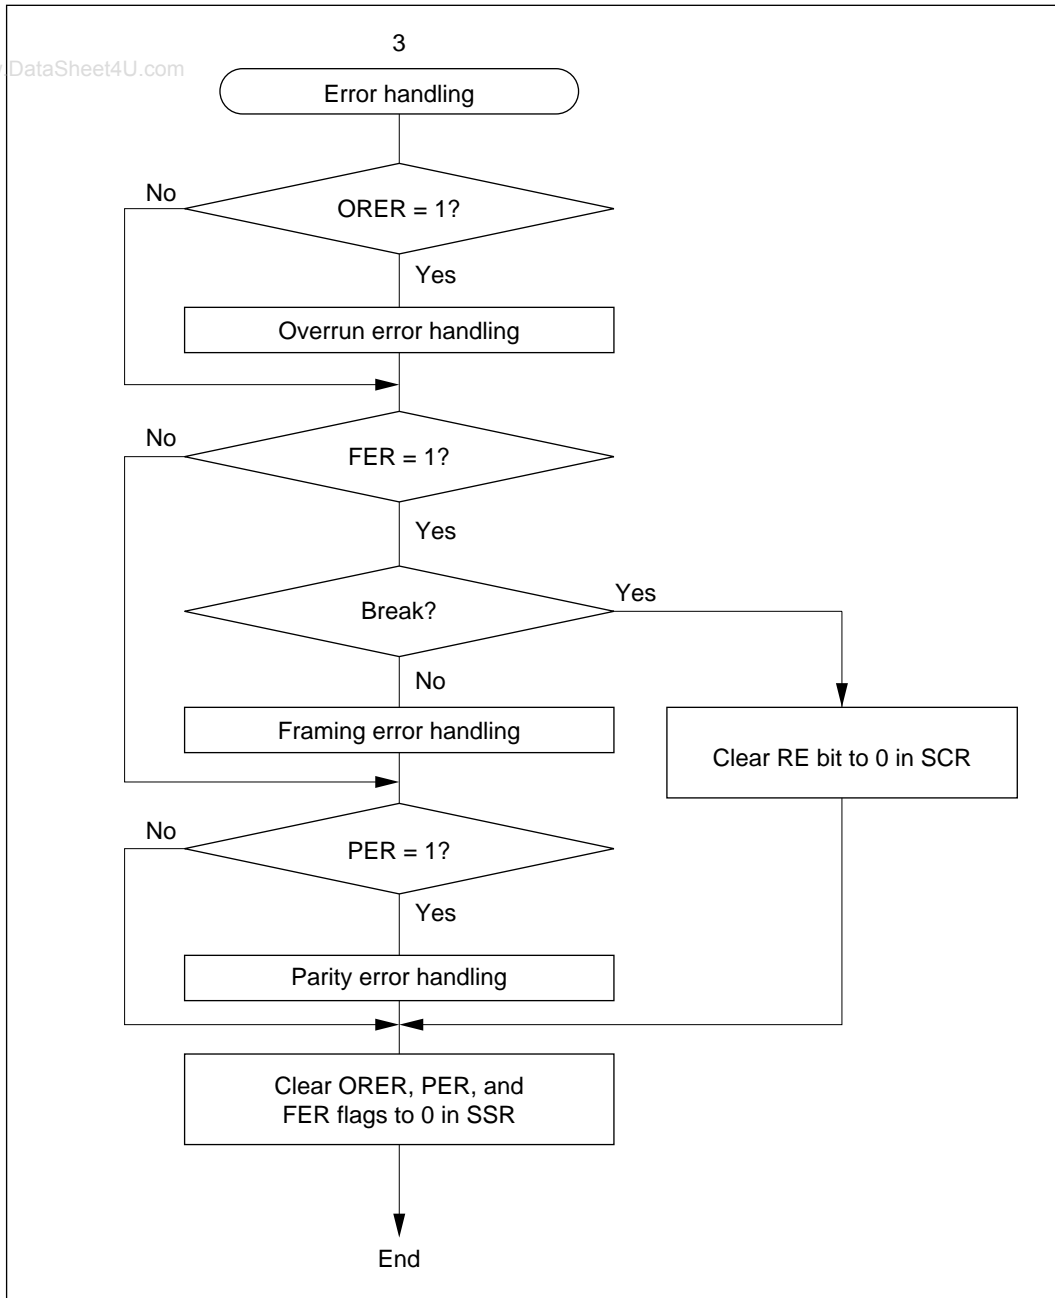 3
.DataSheet4U.com
Error handling
No
ORER = 1?
Yes
Overrun error handling
No
FER = 1?
Yes
Break?
Yes
No
Framing error handling
Clear RE bit to 0 in SCR
No
PER = 1?
Yes
Parity error handling
Clear ORER, PER, and
FER flags to 0 in SSR
End